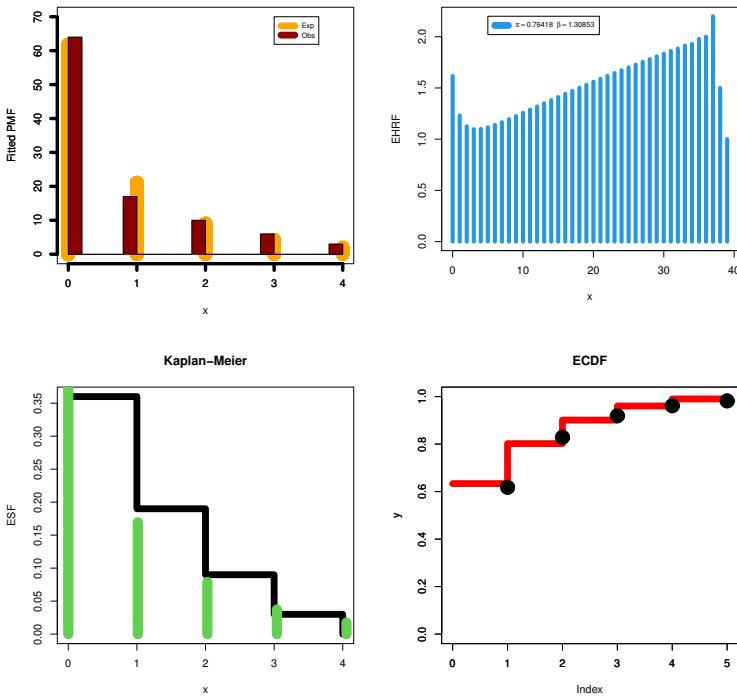 Fitted PMF
70
60
50
40
30
20
10
0
Exp
Obs
0 1 2 3 4
x
EHRF
2.0
1.5
1.0
0.5
0.0
π=0.76418 β=1.30853
0 10 20 30 40
x
Kaplan−Meier
ESF
0.35
0.30
0.25
0.20
0.15
0.10
0.05
0.00
0 1 2 3 4
x
ECDF
y
1.0
0.8
0.6
0.4
0.2
0.0
0 1 2 3 4 5
Index